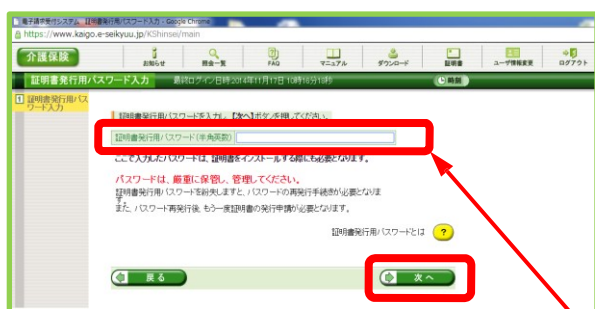 電子請求受付システム 証明書発行用パスワード入力 - Google Chrome
https://www.kaigo.e-seikyuu.jp/KShinsei/main
介護保険
お知らせ
照会一覧
FAQ
マニュアル
ダウンロード
証明書
ユーザ情報変更
ログアウト
証明書発行用パスワード入力
最終ログイン日時:2014年11月17日 10時16分18秒
時刻
1 証明書発行用パスワード入力
証明書発行用パスワードを入力し、【次へ】ボタンを押してください。
証明書発行用パスワード(半角英数)
ここで入力したパスワードは、証明書をインストールする際にも必要となります。
パスワードは、厳重に保管し、管理してください。
証明書発行用パスワードを紛失しますと、パスワードの再発行手続きが必要となります。
また、パスワード再発行後、もう一度証明書の発行申請が必要となります。
証明書発行用パスワードとは ?
戻る
次へ